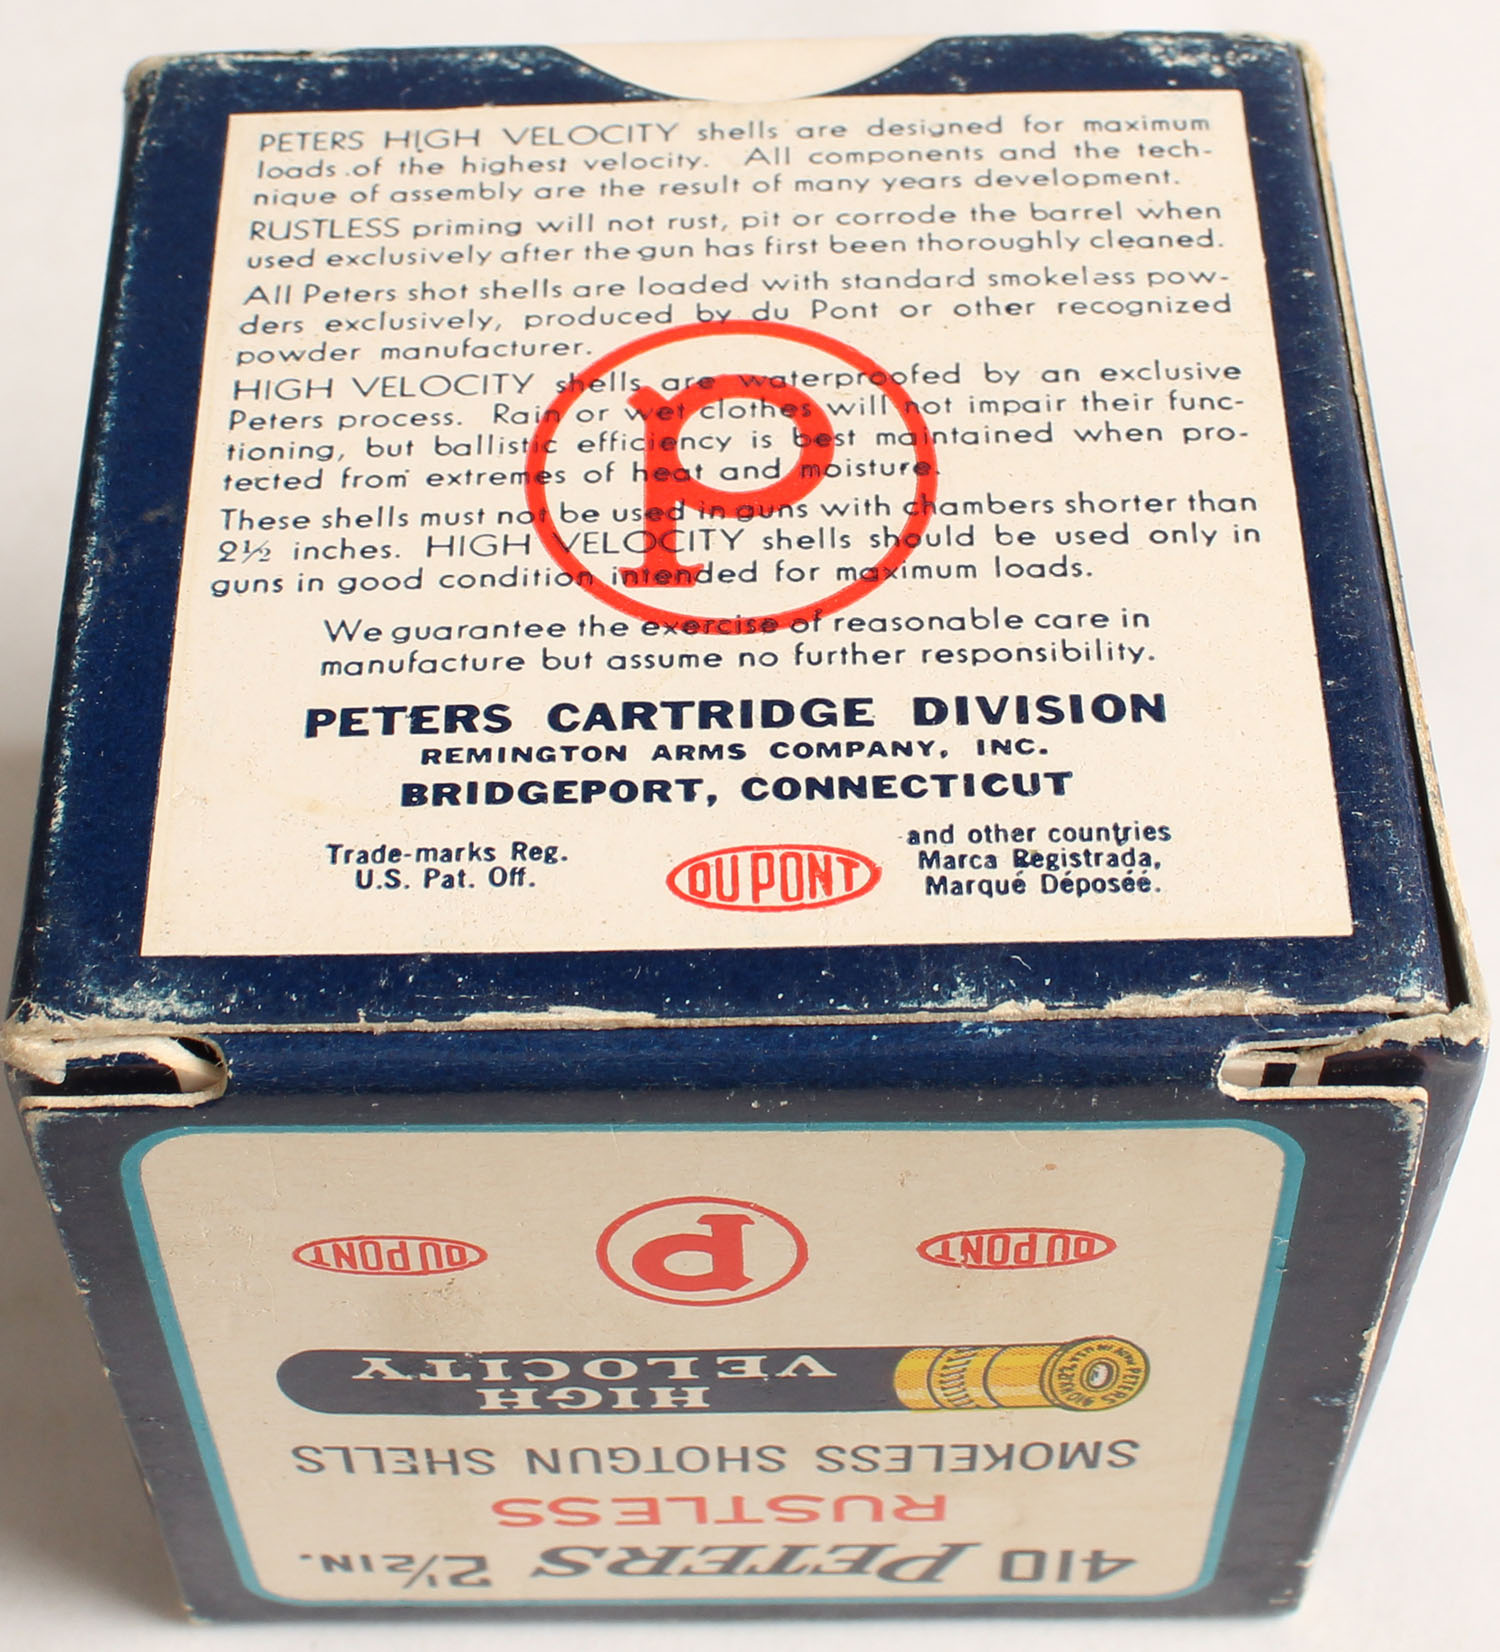 PETERS HIGH VELOCITY shells are designed for maximum
loads of the highest velocity. All components and the tech-
nique of assembly are the result of many years development.
RUSTLESS priming will not rust, pit or corrode the barrel when
used exclusively after the gun has first been thoroughly cleaned.
All Peters shot shells are loaded with standard smokeless pow-
ders exclusively, produced by du Pont or other recognized
powder manufacturer.
HIGH VELOCITY shells are waterproofed by an exclusive
Peters process. Rain or wet clothes will not impair their func-
tioning, but ballistic efficiency is best maintained when pro-
tected from extremes of heat and moisture.
These shells must not be used in guns with chambers shorter than
2½ inches. HIGH VELOCITY shells should be used only in
guns in good condition intended for maximum loads.
We guarantee the exercise of reasonable care in
manufacture but assume no further responsibility.
P
PETERS CARTRIDGE DIVISION
REMINGTON ARMS COMPANY, INC.
BRIDGEPORT, CONNECTICUT
Trade-marks Reg.
U.S. Pat. Off.
DU PONT
and other countries
Marca Registrada,
Marqué Déposéé.
410 PETERS 2½ IN.
RUSTLESS
SMOKELESS SHOTGUN SHELLS
HIGH
VELOCITY
DU PONT
P
DU PONT